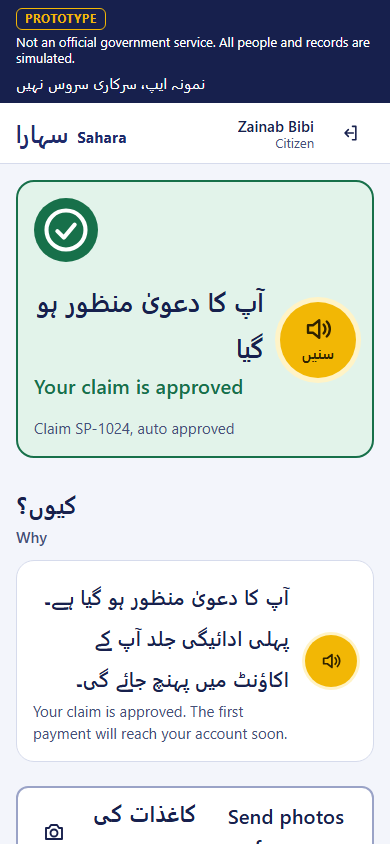 PROTOTYPE
Not an official government service. All people and records are
simulated.
نمونہ ایپ، سرکاری سروس نہیں
سہارا Sahara
Zainab Bibi
Citizen
آپ کا دعویٰ منظور ہو
گیا
سنیں
Your claim is approved
Claim SP-1024, auto approved
کیوں؟
Why
آپ کا دعویٰ منظور ہو گیا ہے۔
پہلی ادائیگی جلد آپ کے
اکاؤنٹ میں پہنچ جائے گی۔
Your claim is approved. The first
payment will reach your account soon.
کاغذات کی
Send photos